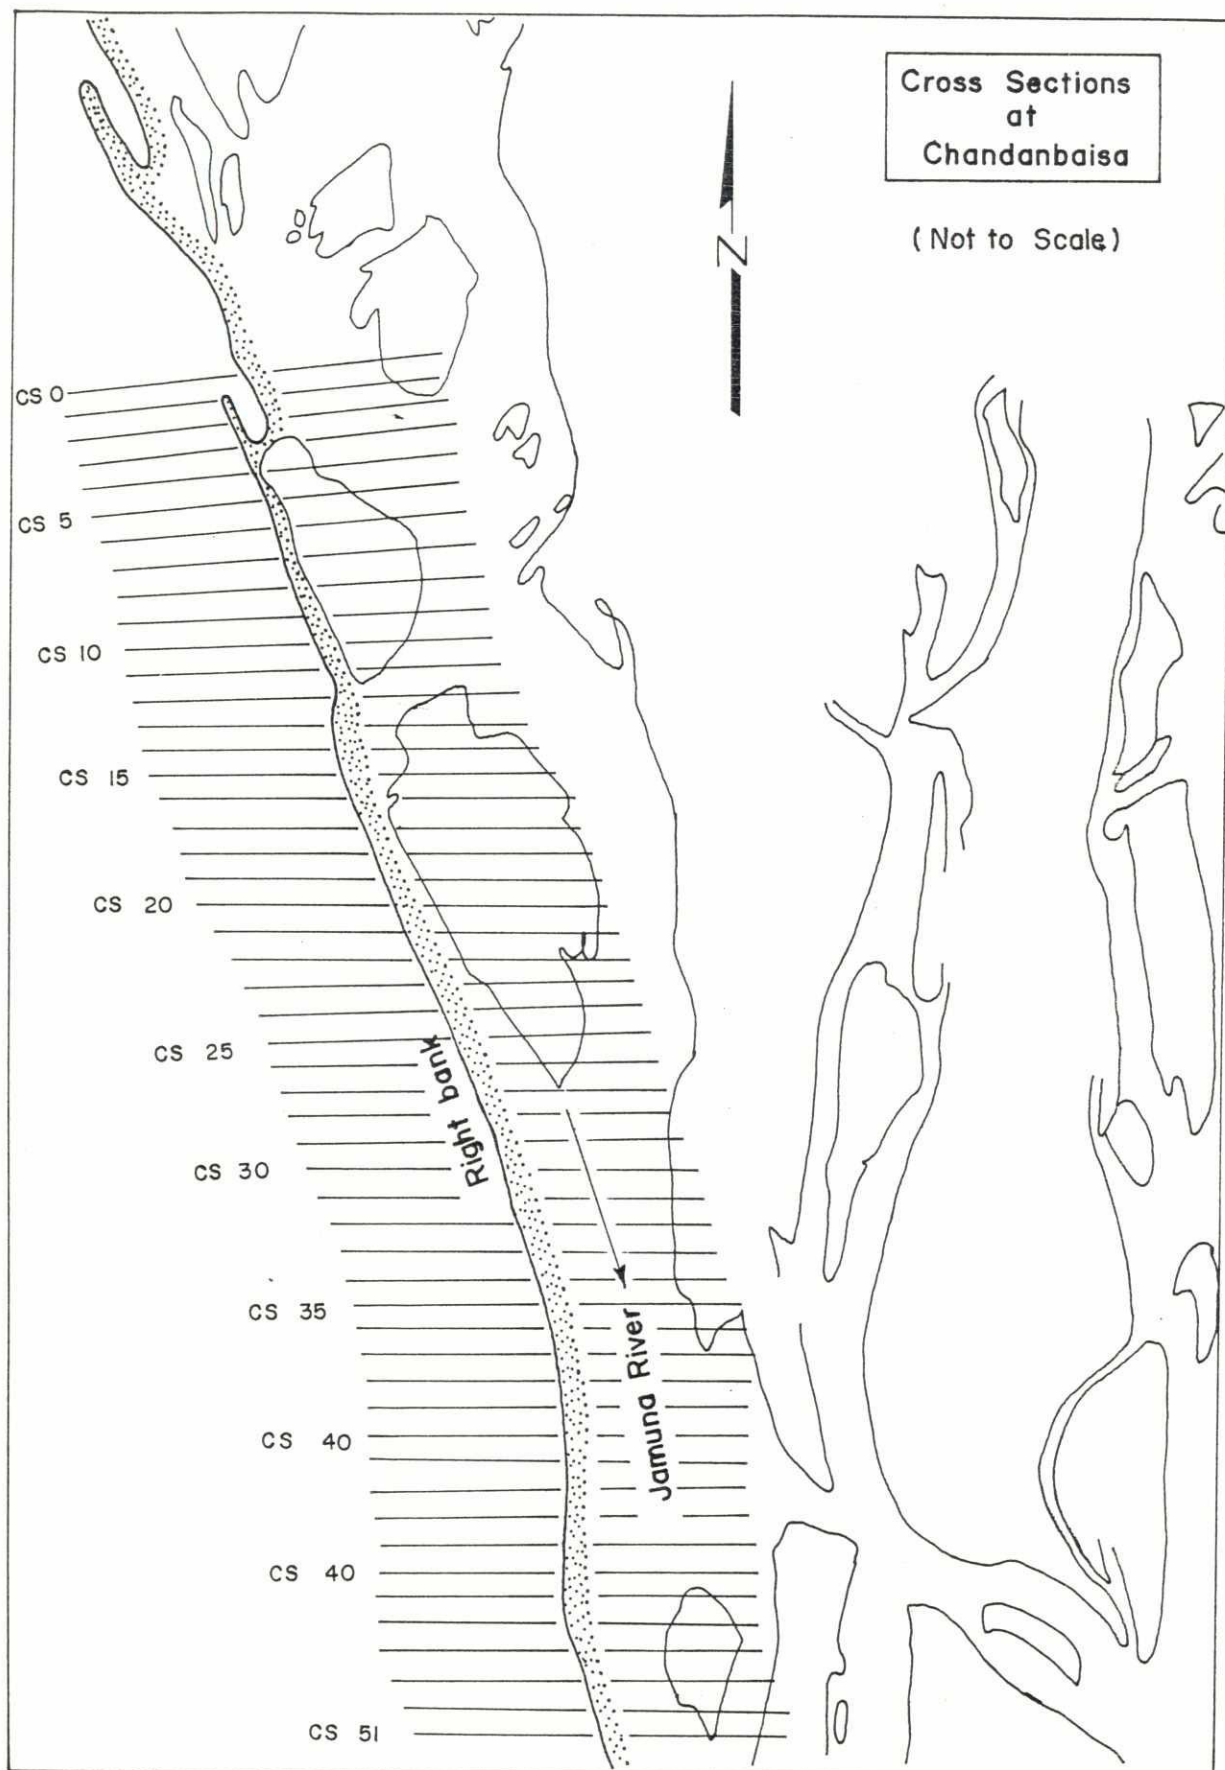 Cross Sections
at
Chandanbaisa
(Not to Scale)
N
CS 0
CS 5
CS 10
CS 15
CS 20
CS 25
Right bank
CS 30
CS 35
Jamuna River
CS 40
CS 40
CS 51